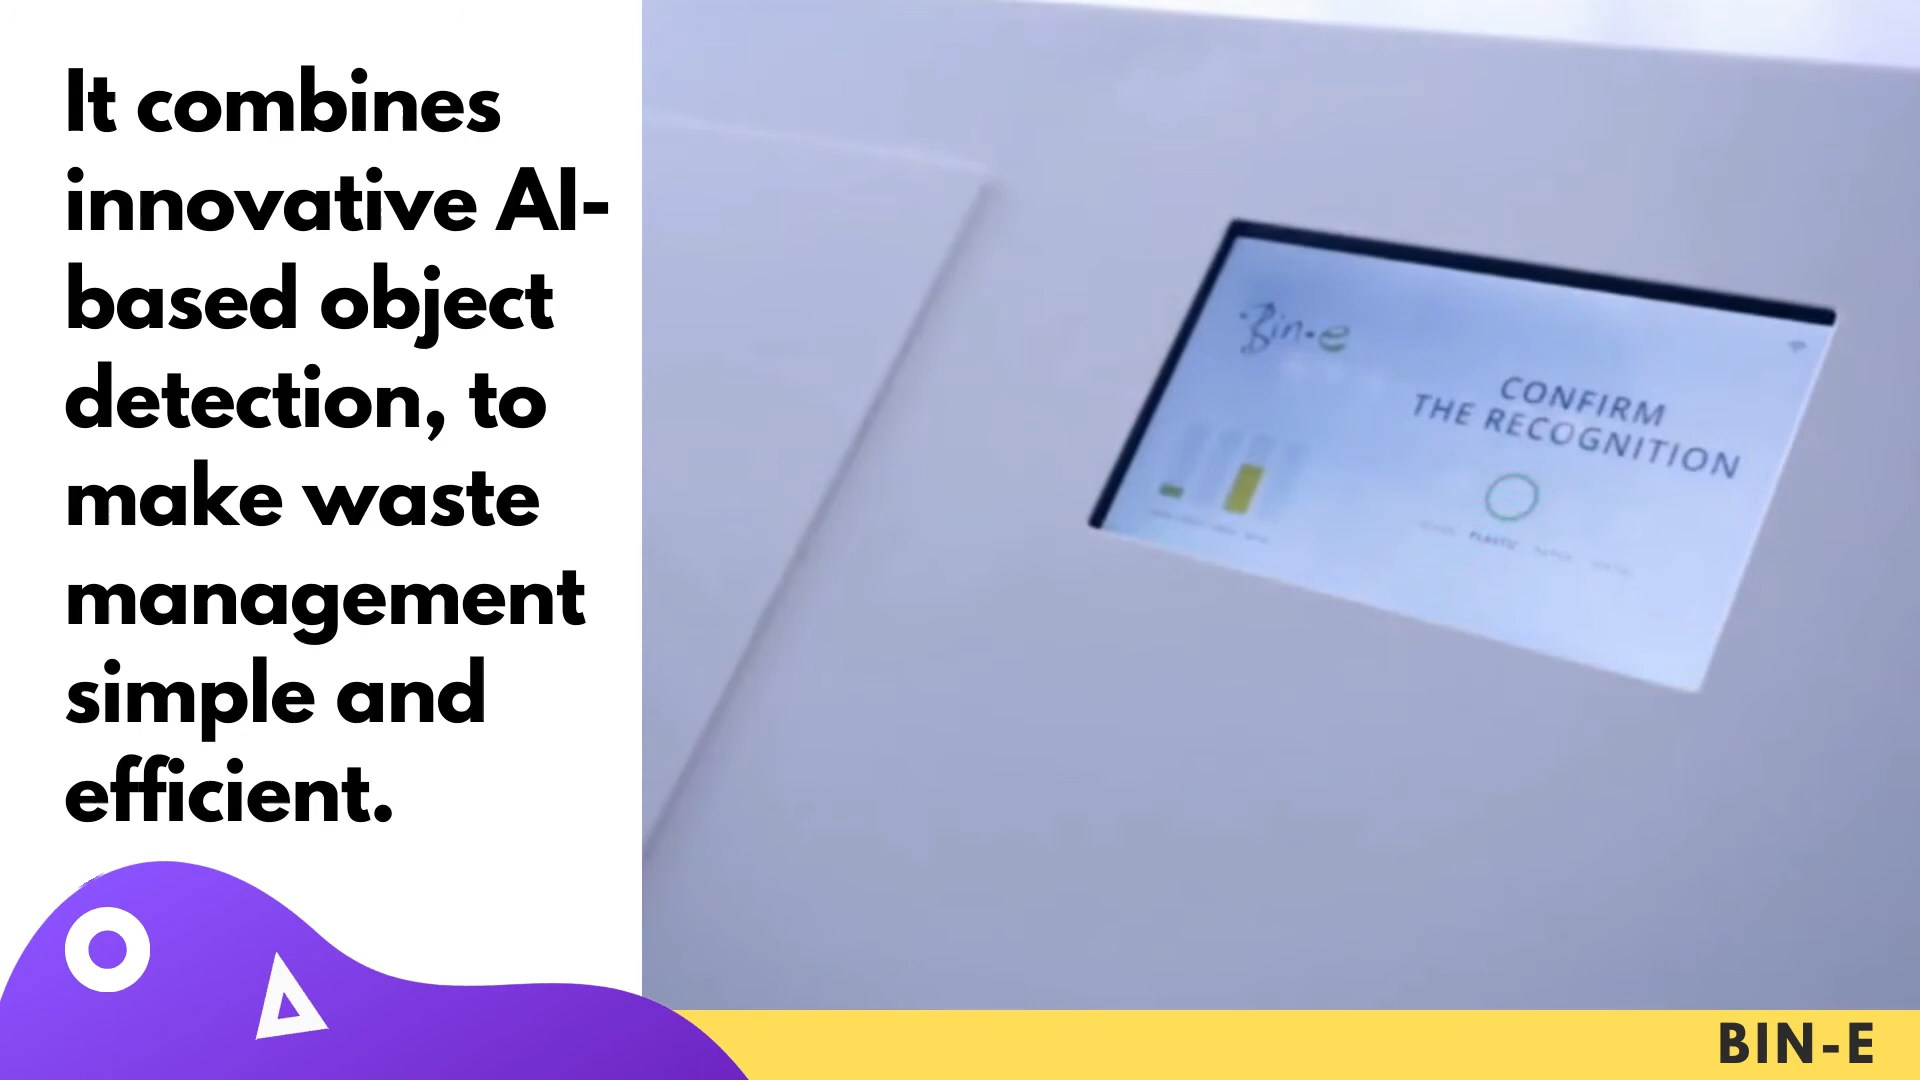 It combines
innovative AI-
based object
detection, to
make waste
management
simple and
efficient.
Bin-e
CONFIRM
THE RECOGNITION
PLASTIC
BIN-E